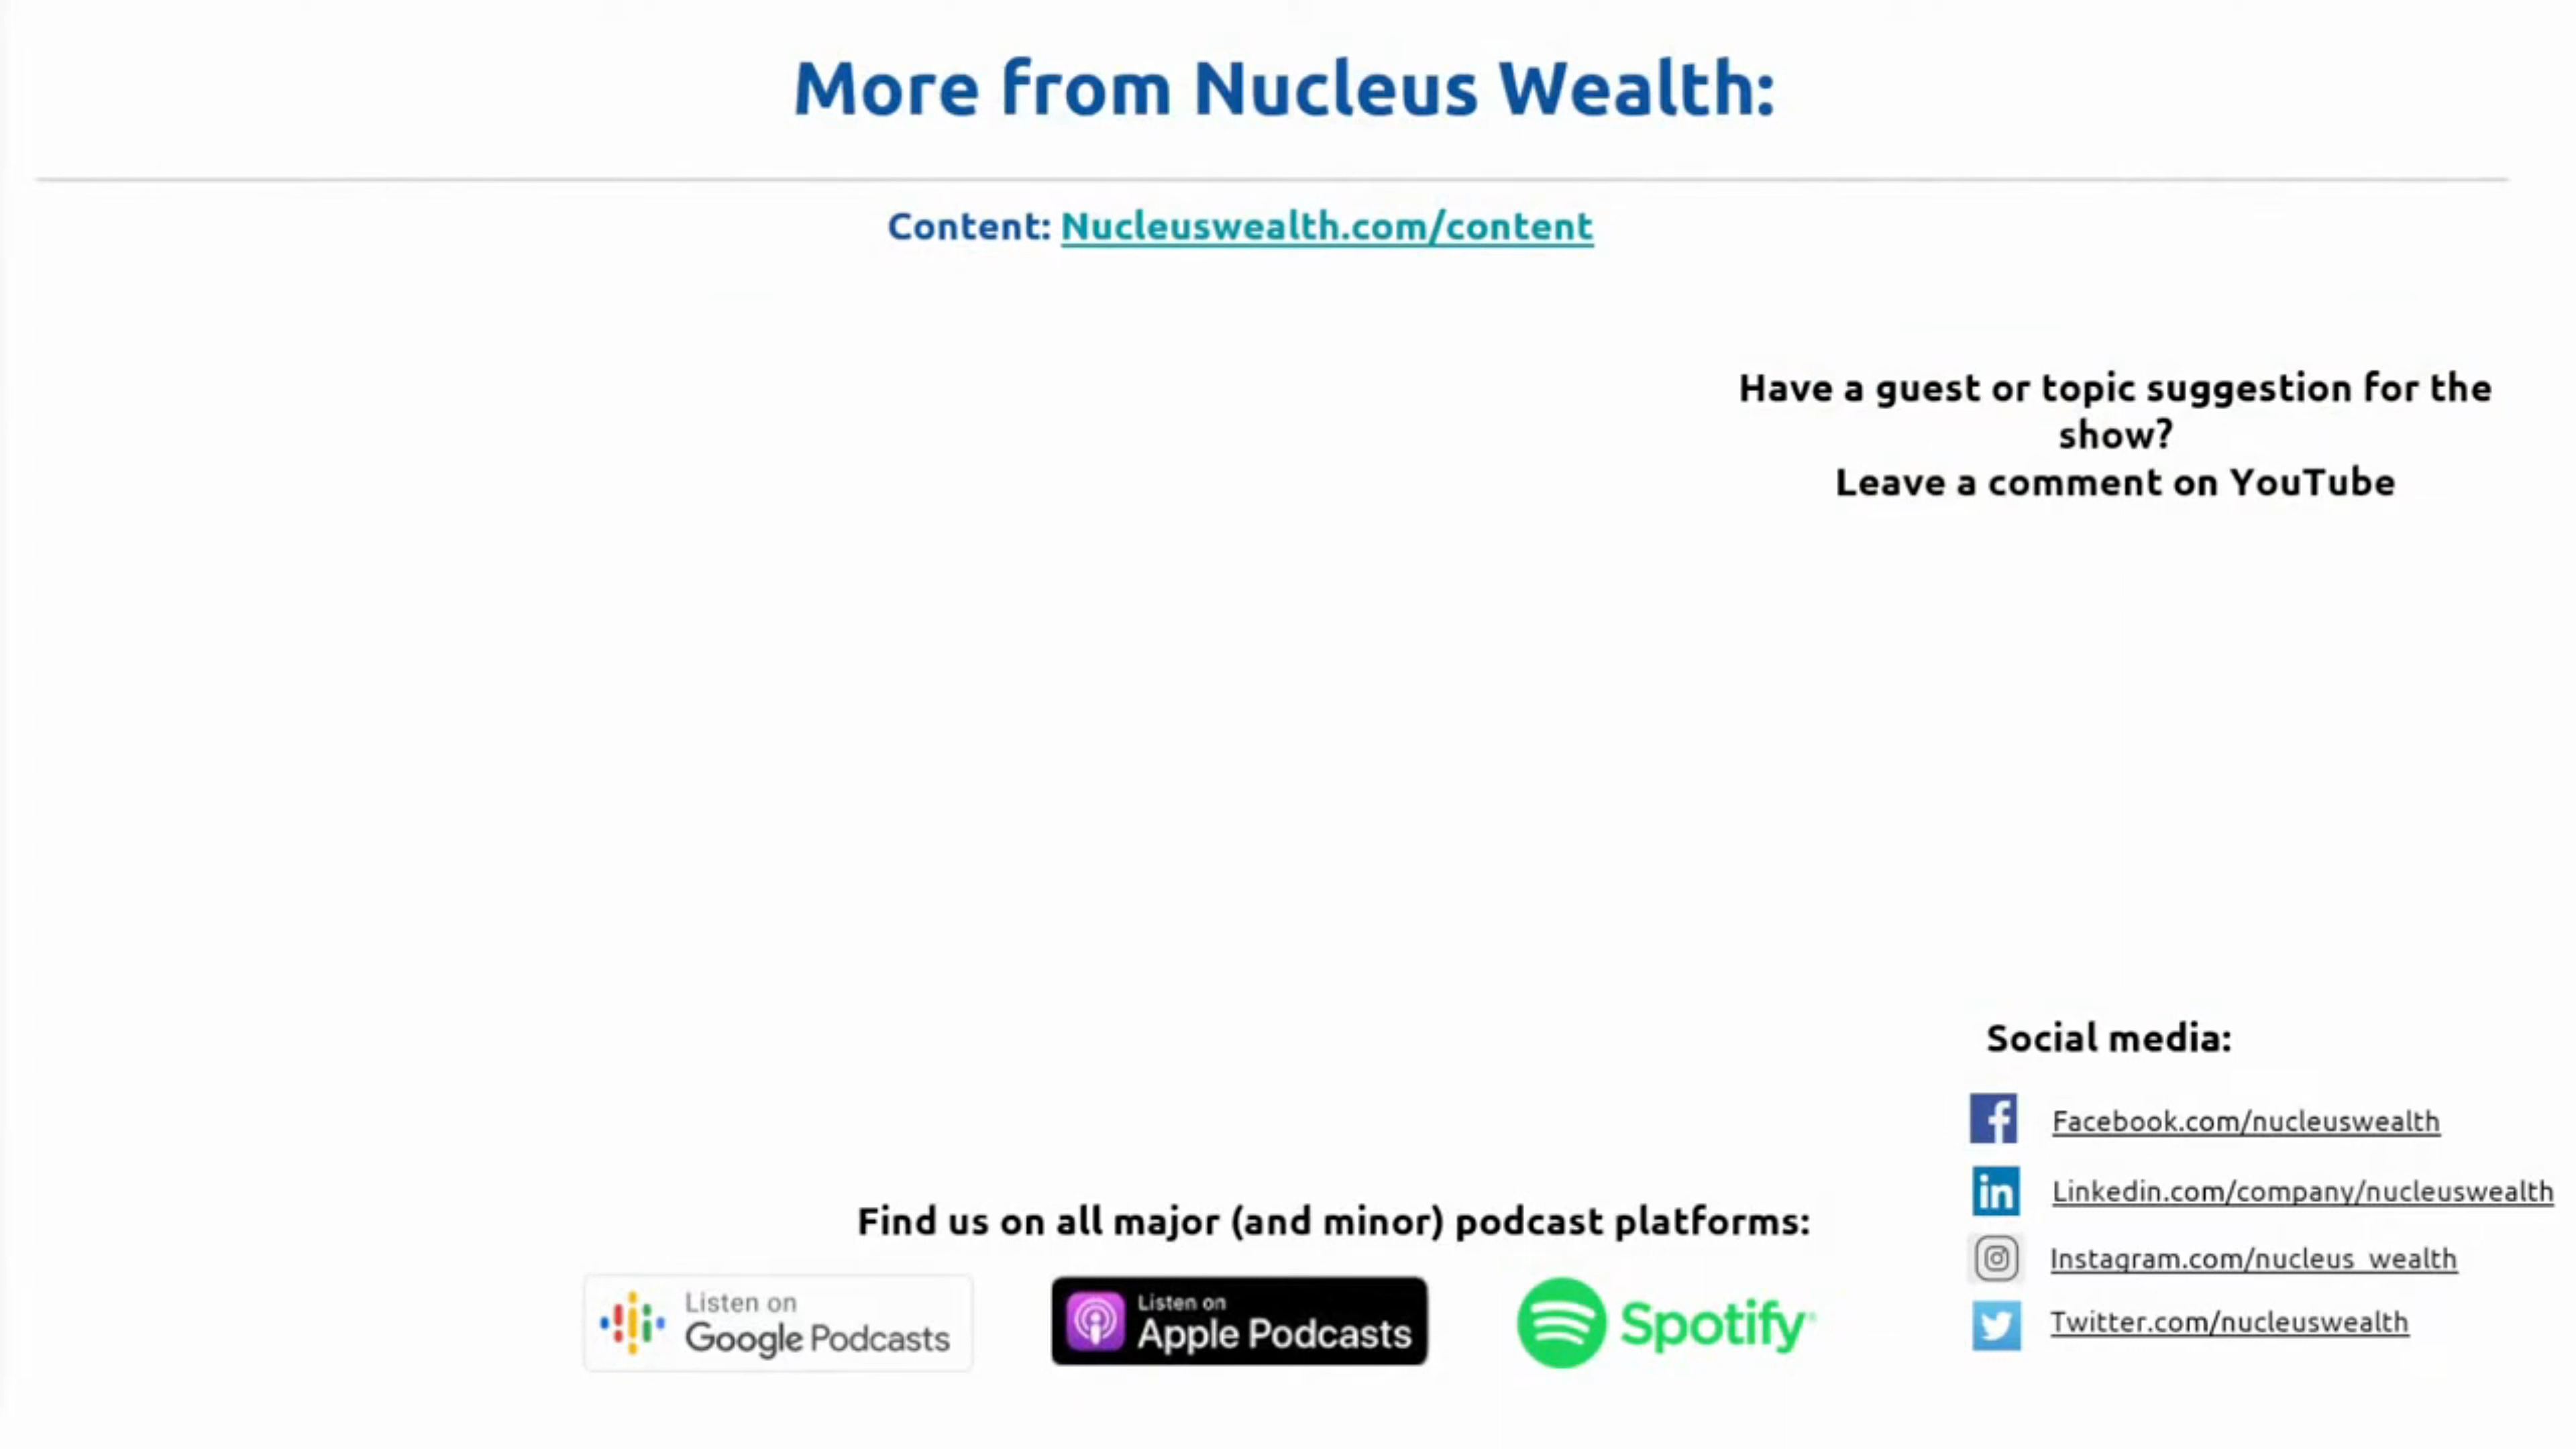 More from Nucleus Wealth:
Content: Nucleuswealth.com/content
Have a guest or topic suggestion for the
show?
Leave a comment on YouTube
Social media:
Facebook.com/nucleuswealth
Linkedin.com/company/nucleuswealth
Instagram.com/nucleus_wealth
Twitter.com/nucleuswealth
Find us on all major (and minor) podcast platforms:
Listen on
Google Podcasts
Listen on
Apple Podcasts
Spotify